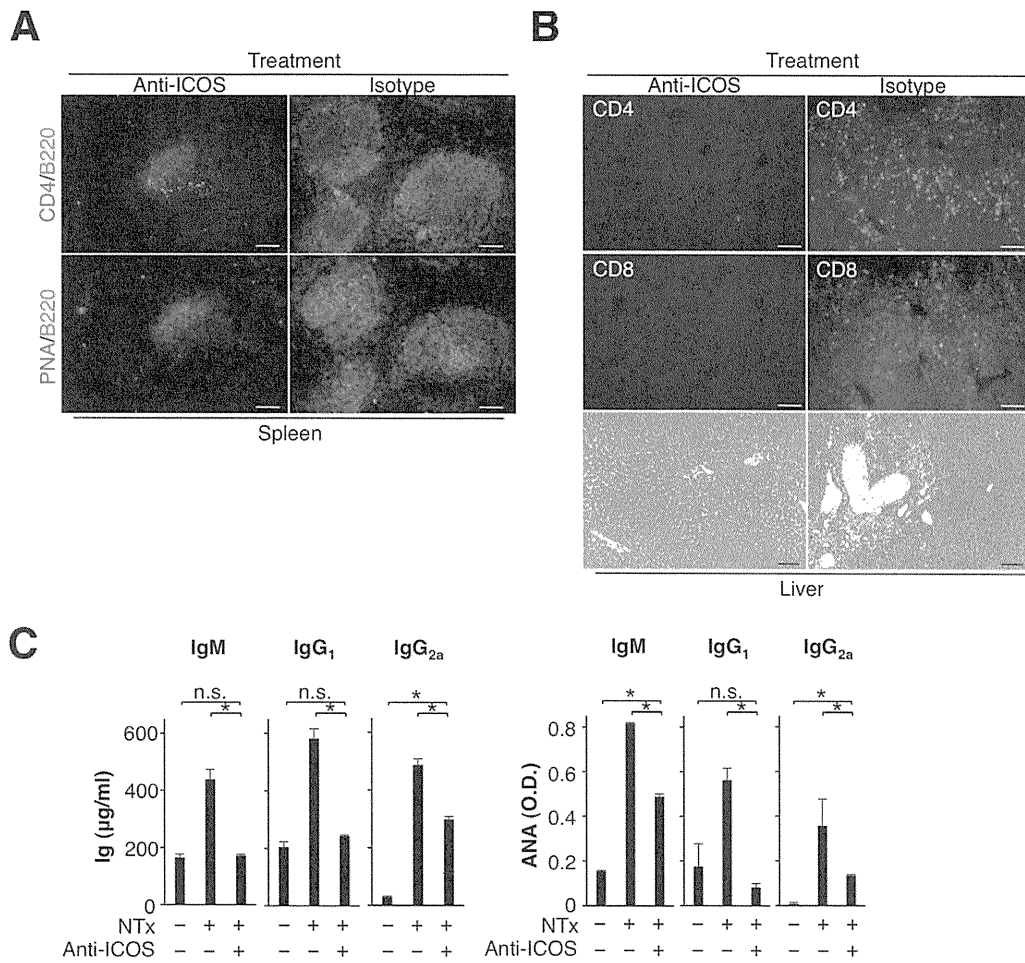 A
Treatment
Anti-ICOS Isotype
CD4/B220
PNA/B220
Spleen
B
Treatment
Anti-ICOS Isotype
CD4 CD4
CD8 CD8
Liver
C
IgM IgG1 IgG2a
n.s. n.s. *
* * *
Ig (µg/ml)
600
400
200
0
NTx − + + − + + − + +
Anti-ICOS − − + − − + − − +
IgM IgG1 IgG2a
* n.s. *
* * *
ANA (O.D.)
0.8
0.6
0.4
0.2
0
NTx − + + − + + − + +
Anti-ICOS − − + − − + − − +